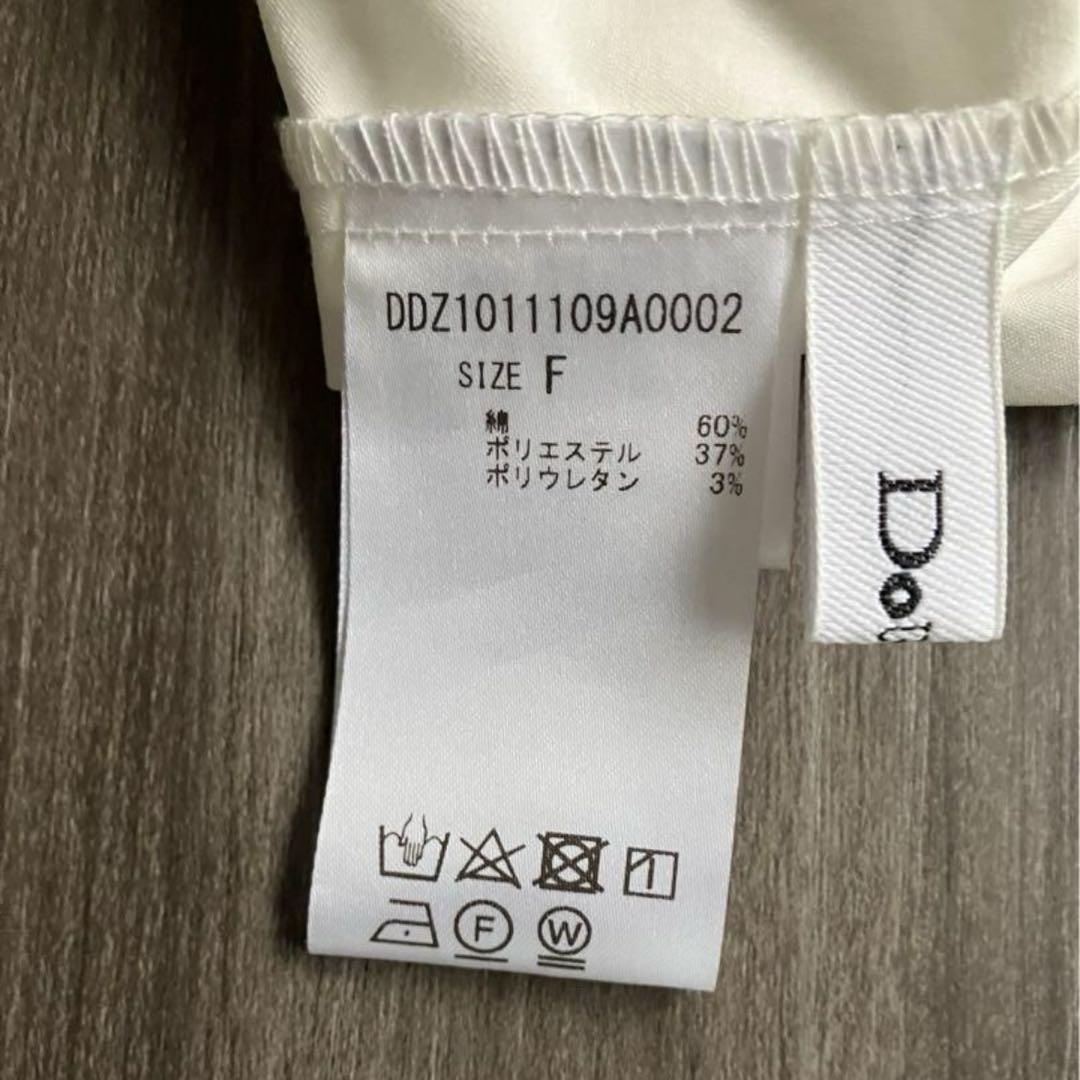 DDZ1011109A0002
SIZE F
綿 60%
ポリエステル 37%
ポリウレタン 3%
F
W